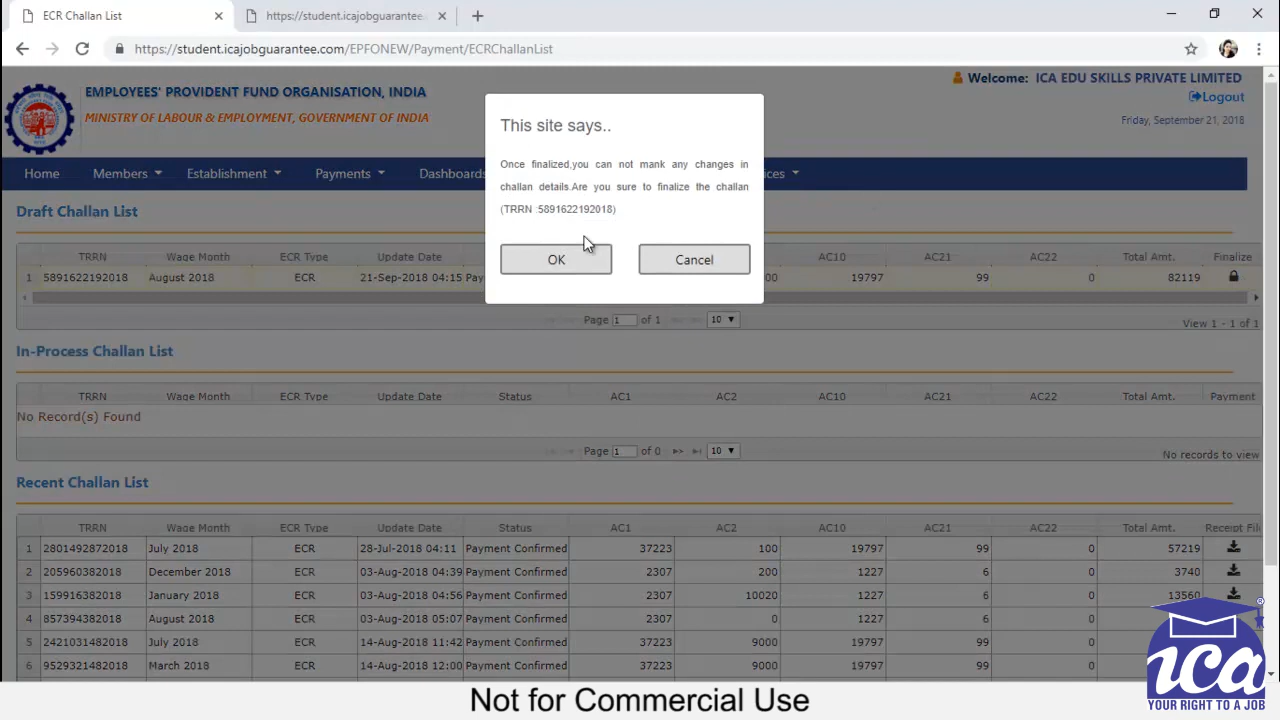 ECR Challan List
https://student.icajobguarantee.
https://student.icajobguarantee.com/EPFONEW/Payment/ECRChallanList
EMPLOYEES' PROVIDENT FUND ORGANISATION, INDIA
MINISTRY OF LABOUR & EMPLOYMENT, GOVERNMENT OF INDIA
Welcome: ICA EDU SKILLS PRIVATE LIMITED
Logout
Friday, September 21, 2018
Home Members Establishment Payments Dashboards
This site says..
Once finalized,you can not mank any changes in
challan details.Are you sure to finalize the challan
(TRRN :5891622192018)
OK Cancel
Draft Challan List
TRRN Wage Month ECR Type Update Date AC10 AC21 AC22 Total Amt. Finalize
1 5891622192018 August 2018 ECR 21-Sep-2018 04:15 Pay 00 19797 99 0 82119
Page 1 of 1 10 View 1 - 1 of 1
In-Process Challan List
TRRN Wage Month ECR Type Update Date Status AC1 AC2 AC10 AC21 AC22 Total Amt. Payment
No Record(s) Found
Page 1 of 0 10 No records to view
Recent Challan List
TRRN Wage Month ECR Type Update Date Status AC1 AC2 AC10 AC21 AC22 Total Amt. Receipt Fil
1 2801492872018 July 2018 ECR 28-Jul-2018 04:11 Payment Confirmed 37223 100 19797 99 0 57219
2 205960382018 December 2018 ECR 03-Aug-2018 04:39 Payment Confirmed 2307 200 1227 6 0 3740
3 159916382018 January 2018 ECR 03-Aug-2018 04:56 Payment Confirmed 2307 10020 1227 6 0 13560
4 857394382018 August 2018 ECR 03-Aug-2018 05:07 Payment Confirmed 2307 0 1227 6 0
5 2421031482018 July 2018 ECR 14-Aug-2018 11:42 Payment Confirmed 37223 9000 19797 99 0
6 9529321482018 March 2018 ECR 14-Aug-2018 12:00 Payment Confirmed 37223 9000 19797 99 0
ica
YOUR RIGHT TO A JOB
Not for Commercial Use